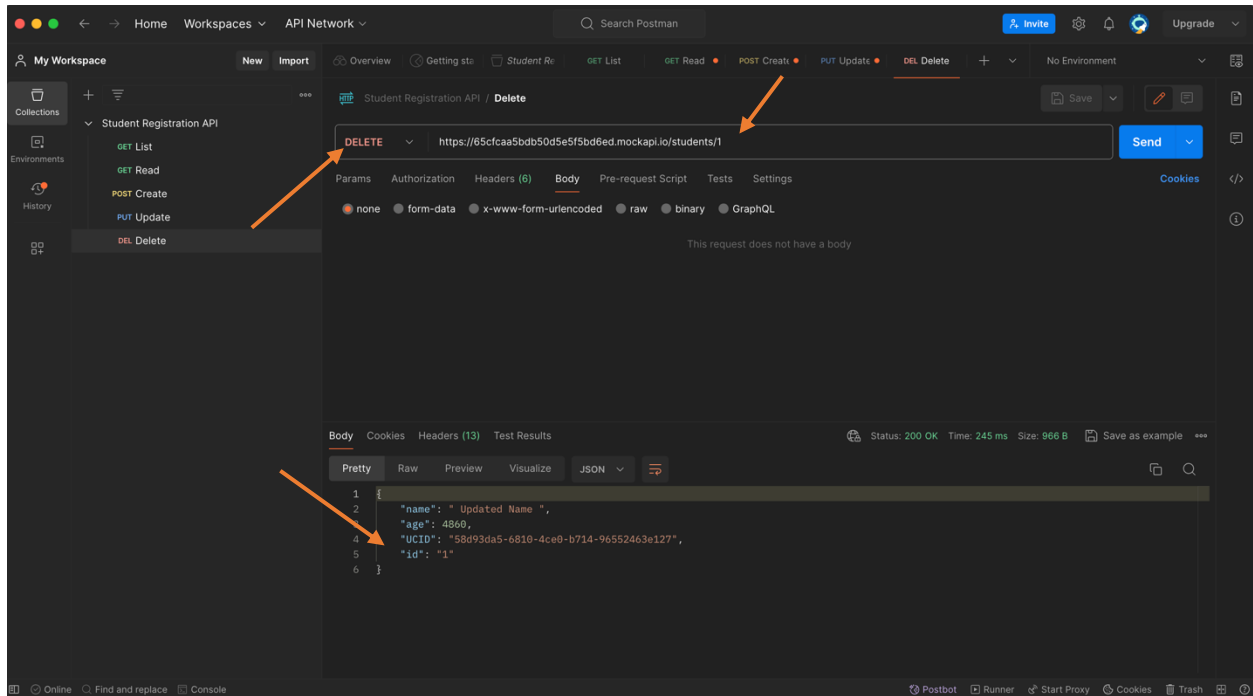 Home Workspaces API Network Search Postman Invite Upgrade
My Workspace New Import Overview Getting sta Student Re GET List GET Read POST Create PUT Update DEL Delete No Environment
Collections
Environments
History
Student Registration API
GET List
GET Read
POST Create
PUT Update
DEL Delete
HTTP Student Registration API / Delete Save
DELETE https://65cfcaa5bdb50d5e5f5bd6ed.mockapi.io/students/1 Send
Params Authorization Headers (6) Body Pre-request Script Tests Settings Cookies
none form-data x-www-form-urlencoded raw binary GraphQL
This request does not have a body
Body Cookies Headers (13) Test Results Status: 200 OK Time: 245 ms Size: 966 B Save as example
Pretty Raw Preview Visualize JSON
1 {
2 "name": " Updated Name ",
3 "age": 4860,
4 "UCID": "58d93da5-6810-4ce0-b714-96552463e127",
5 "id": "1"
6 }
Online Find and replace Console Postbot Runner Start Proxy Cookies Trash